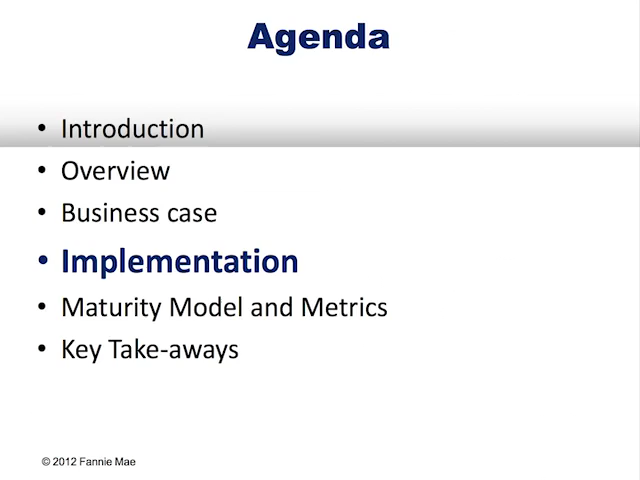 Agenda
• Introduction
• Overview
• Business case
• Implementation
• Maturity Model and Metrics
• Key Take-aways
© 2012 Fannie Mae